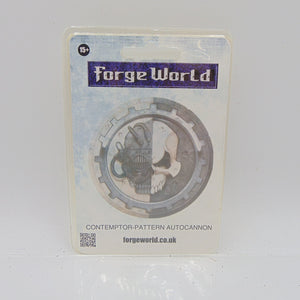 15+
Forge World
CONTEMPTOR-PATTERN AUTOCANNON
forgeworld.co.uk